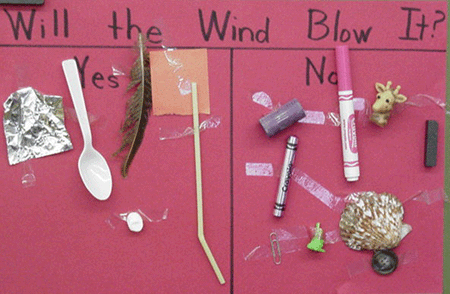 Will the Wind Blow It?
Yes No